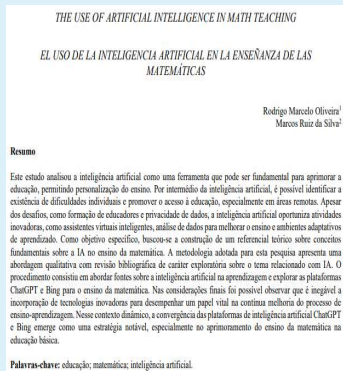 THE USE OF ARTIFICIAL INTELLIGENCE IN MATH TEACHING
EL USO DE LA INTELIGENCIA ARTIFICIAL EN LA ENSEÑANZA DE LAS
MATEMÁTICAS
Rodrigo Marcelo Oliveira¹
Marcos Ruiz da Silva²
Resumo
Este estudo analisou a inteligência artificial como uma ferramenta que pode ser fundamental para aprimorar a
educação, permitindo personalização do ensino. Por intermédio da inteligência artificial, é possível identificar a
existência de dificuldades individuais e promover o acesso à educação, especialmente em áreas remotas. Apesar
dos desafios, como formação de educadores e privacidade de dados, a inteligência artificial oportuniza atividades
inovadoras, como assistentes virtuais inteligentes, análise de dados para melhorar o ensino e ambientes adaptativos
de aprendizado. Como objetivo específico, buscou-se a construção de um referencial teórico sobre conceitos
fundamentais sobre a IA no ensino da matemática. A metodologia adotada para esta pesquisa apresenta uma
abordagem qualitativa com revisão bibliográfica de caráter exploratória sobre o tema relacionado com IA. O
procedimento consistiu em abordar fontes sobre a inteligência artificial na aprendizagem e explorar as plataformas
ChatGPT e Bing para o ensino da matemática. Nas considerações finais foi possível observar que é inegável a
incorporação de tecnologias inovadoras para desempenhar um papel vital na contínua melhoria do processo de
ensino-aprendizagem. Nesse contexto dinâmico, a convergência das plataformas de inteligência artificial ChatGPT
e Bing emerge como uma estratégia notável, especialmente no aprimoramento do ensino da matemática na
educação básica.
Palavras-chave: educação; matemática; inteligência artificial.